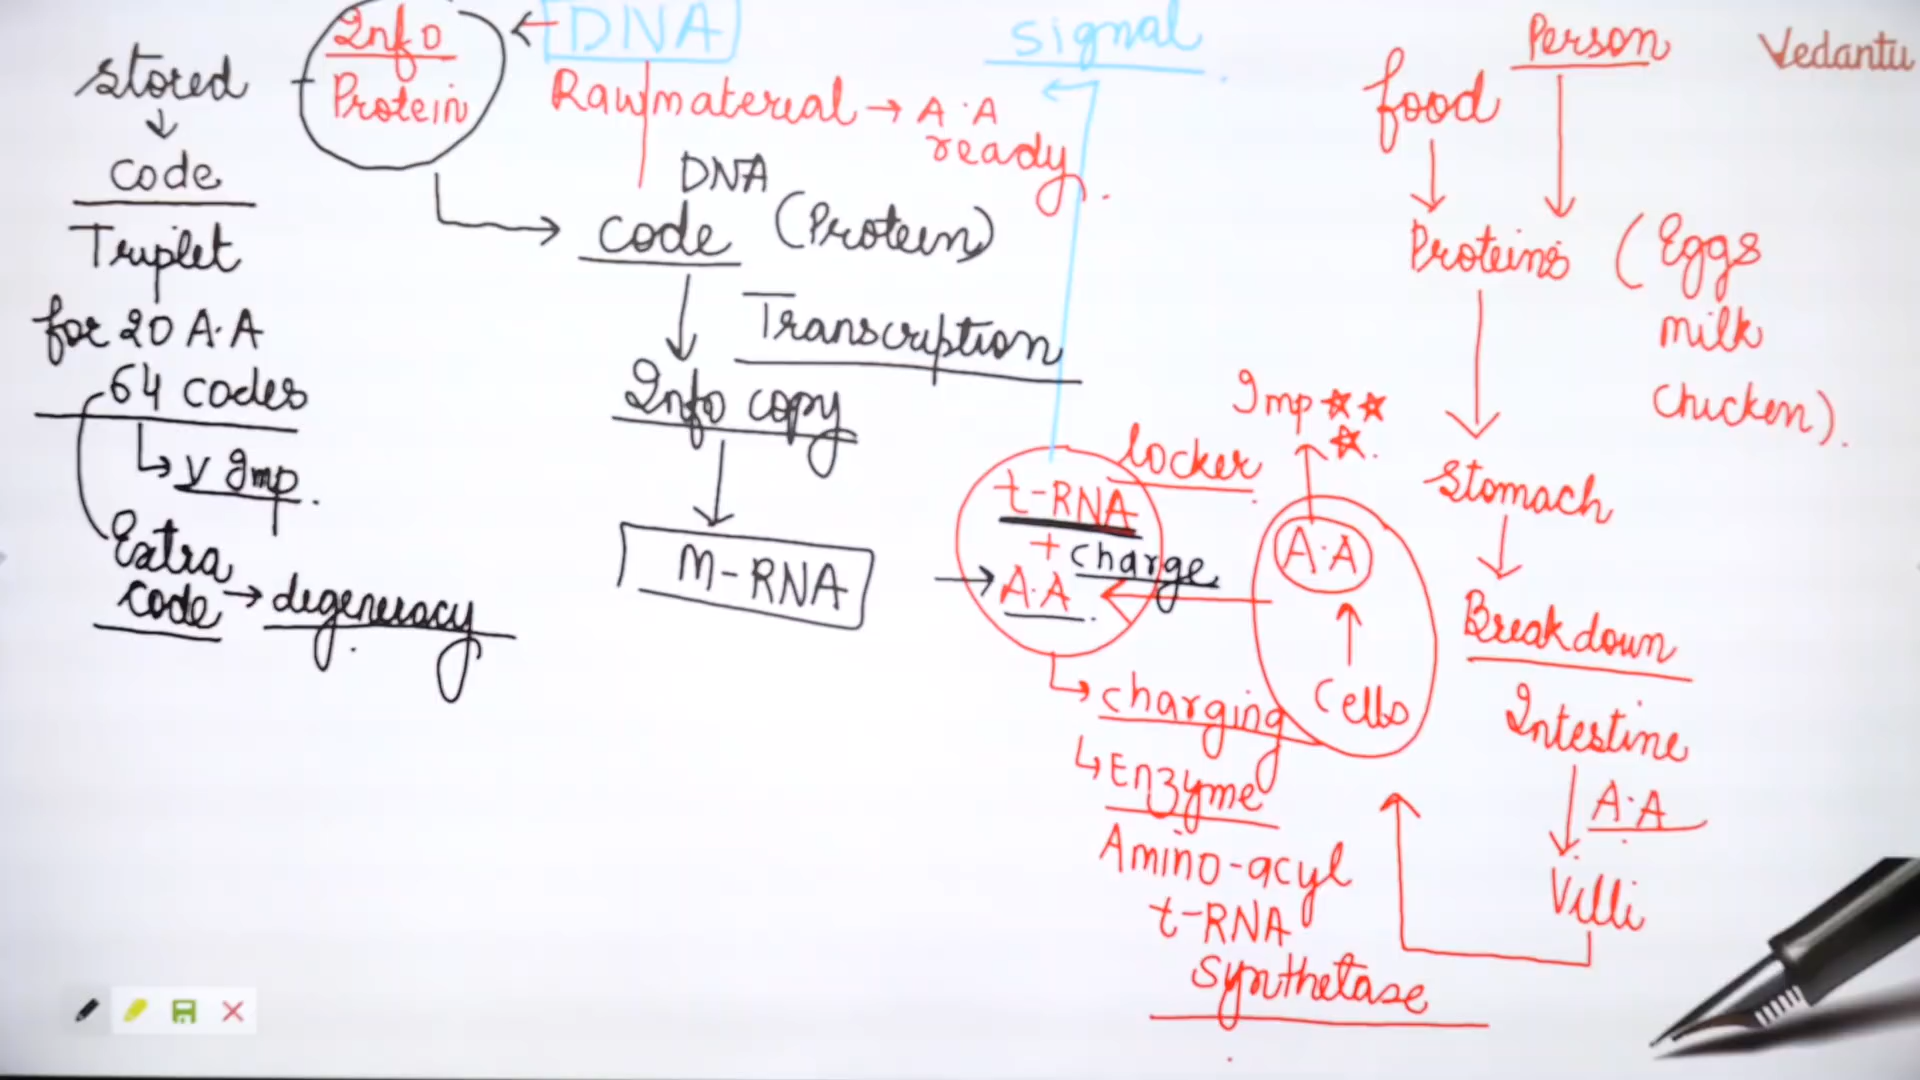 stored
code
Triplet
for 20 A.A
64 codes
V Imp.
Extra
code → degeneracy
Info
Protein
DNA
Raw material → A.A
ready.
DNA
code (Protein)
Transcription
Info copy
M-RNA
signal
locker
t-RNA
+ charge
A.A
charging
Enzyme
Amino-acyl
t-RNA
synthetase
Imp
A.A
Cells
Person
food
Proteins (Eggs
milk
chicken).
Stomach
Breakdown
Intestine
A.A
Villi
Vedantu